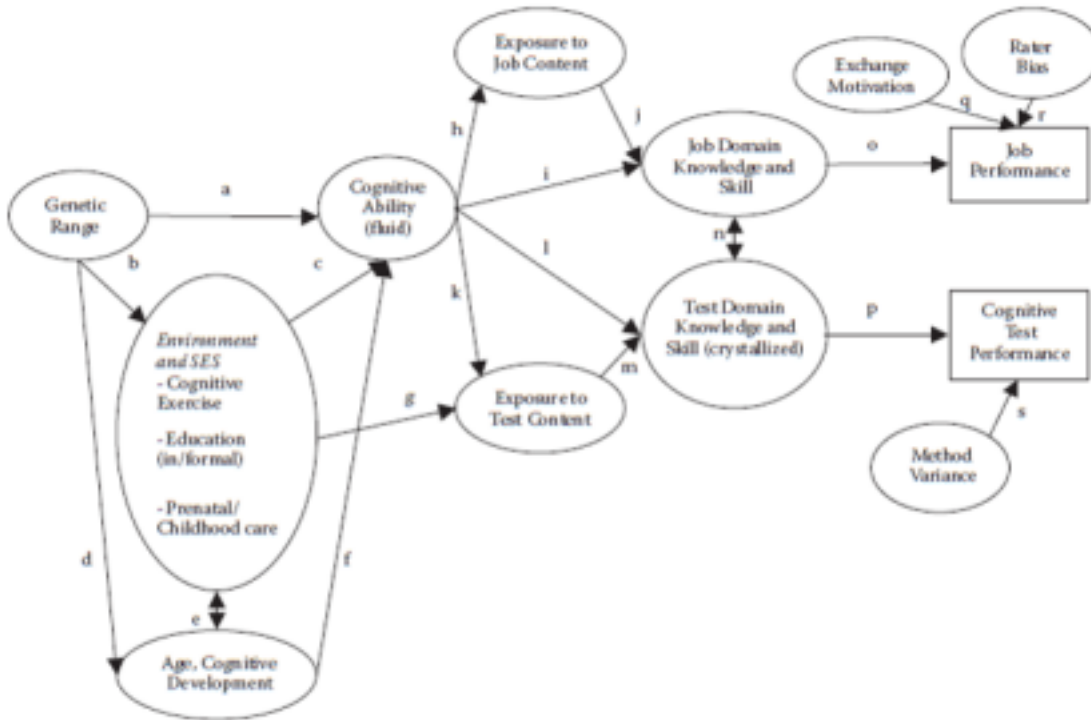 Exposure to
Job Content
Rater
Bias
Exchange
Motivation
q
r
h
j
Job Domain
Knowledge and
Skill
o
Job
Performance
i
a
Cognitive
Ability
(fluid)
Genetic
Range
b
c
n
l
k
Test Domain
Knowledge and
Skill (crystallized)
p
Cognitive
Test
Performance
Environment
and SES
- Cognitive
Exercise
- Education
(in/formal)
- Prenatal/
Childhood care
g
m
Exposure to
Test Content
s
Method
Variance
d
f
e
Age, Cognitive
Development